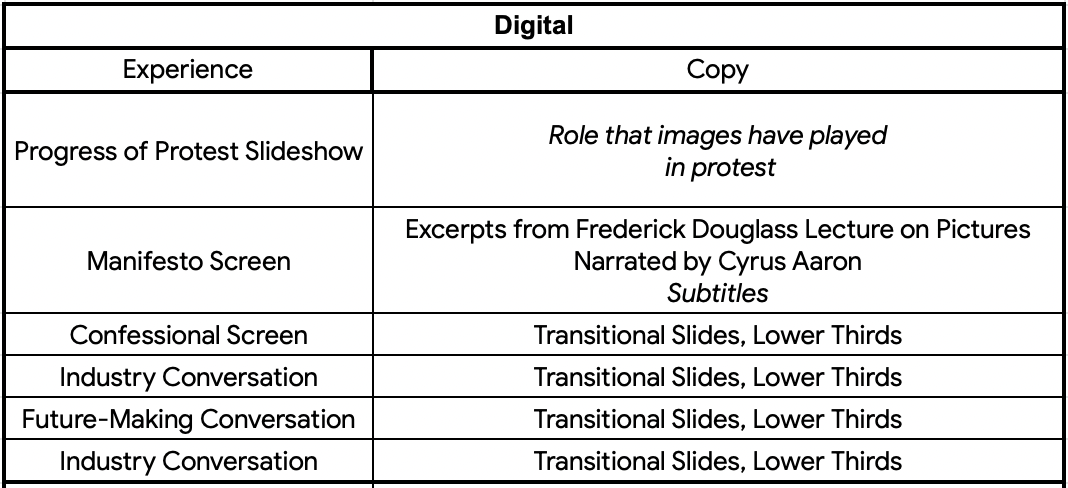 Digital
Experience Copy
Progress of Protest Slideshow
Role that images have played
in protest
Manifesto Screen
Excerpts from Frederick Douglass Lecture on Pictures
Narrated by Cyrus Aaron
Subtitles
Confessional Screen Transitional Slides, Lower Thirds
Industry Conversation Transitional Slides, Lower Thirds
Future-Making Conversation Transitional Slides, Lower Thirds
Industry Conversation Transitional Slides, Lower Thirds